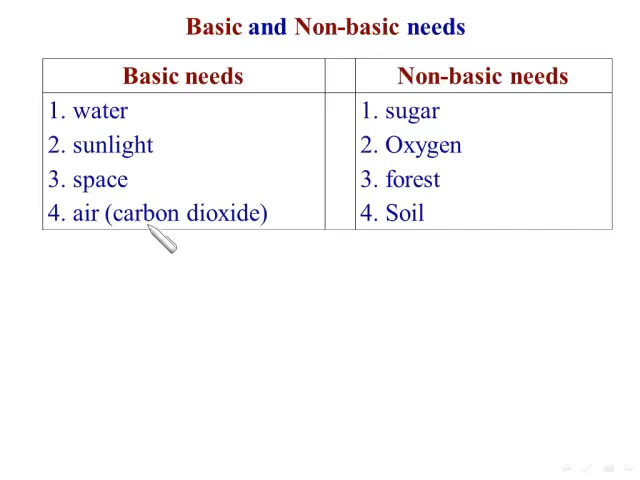 Basic and Non-basic needs
Basic needs
Non-basic needs
1. water
1. sugar
2. sunlight
2. Oxygen
3. space
3. forest
4. air (carbon dioxide)
4. Soil